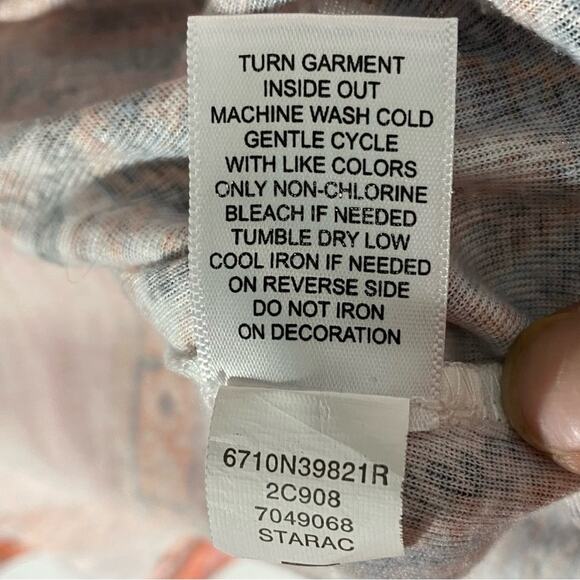 TURN GARMENT
INSIDE OUT
MACHINE WASH COLD
GENTLE CYCLE
WITH LIKE COLORS
ONLY NON-CHLORINE
BLEACH IF NEEDED
TUMBLE DRY LOW
COOL IRON IF NEEDED
ON REVERSE SIDE
DO NOT IRON
ON DECORATION
6710N39821R
2C908
7049068
STARAC